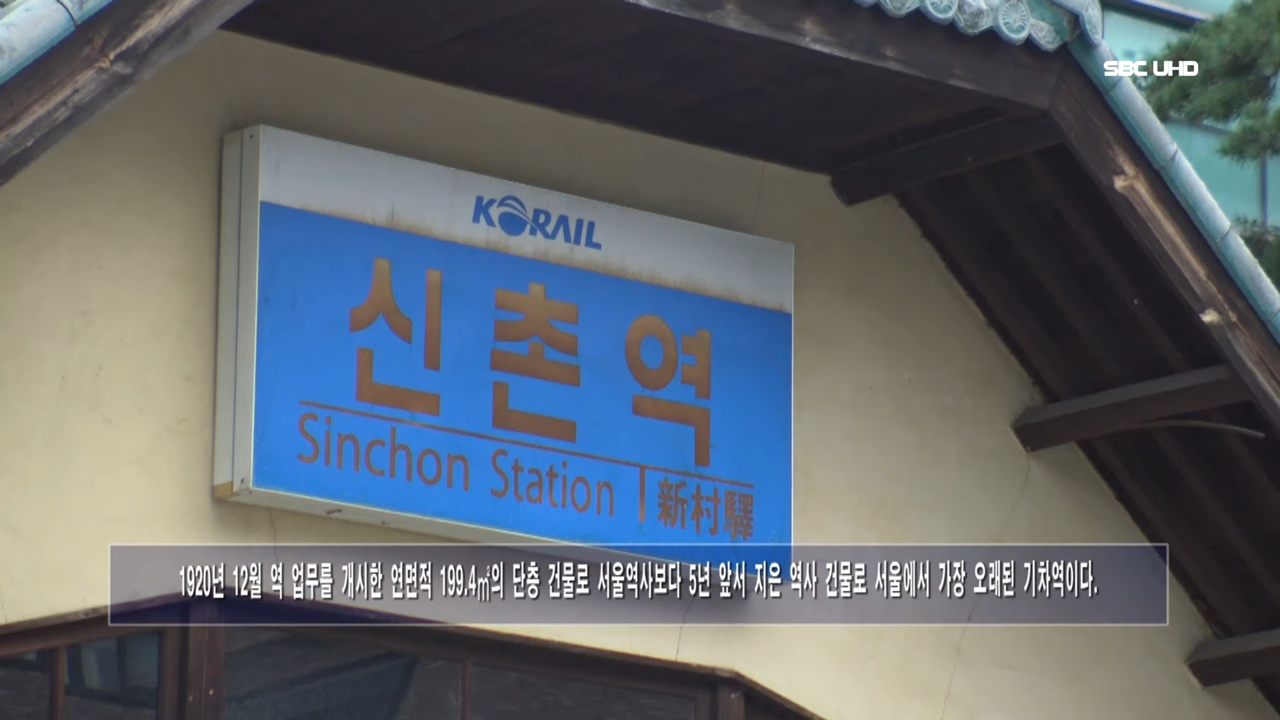 SBC UHD
KORAIL
신촌역
Sinchon Station
新村驛
1920년 12월 역 업무를 개시한 연면적 199.4㎡의 단층 건물로 서울역사보다 5년 앞서 지은 역사 건물로 서울에서 가장 오래된 기차역이다.